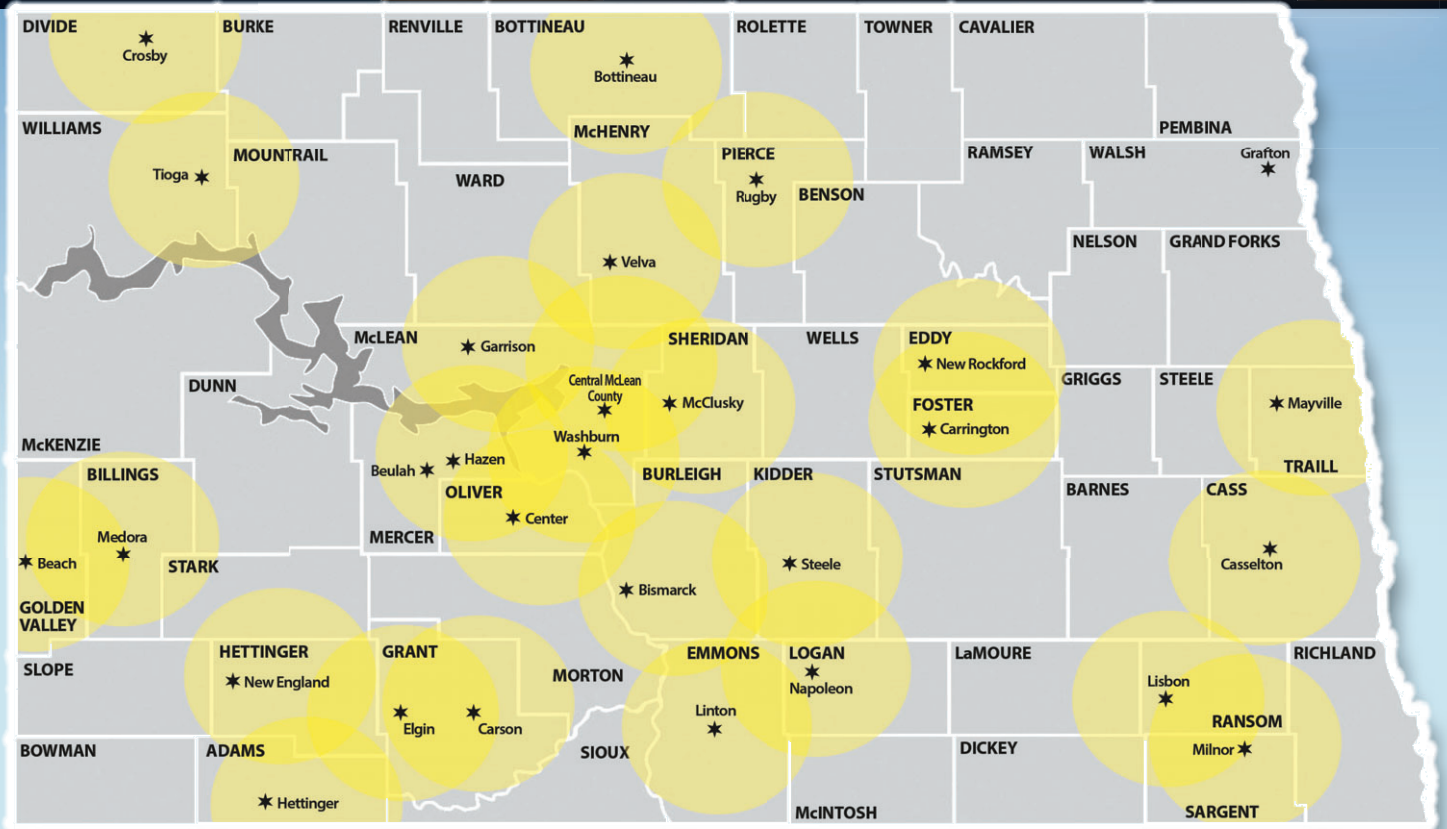 DIVIDE
BURKE
RENVILLE
BOTTINEAU
ROLETTE
TOWNER
CAVALIER
Crosby
Bottineau
WILLIAMS
McHENRY
PEMBINA
MOUNTRAIL
PIERCE
RAMSEY
WALSH
Grafton
Tioga
WARD
Rugby
BENSON
NELSON
GRAND FORKS
Velva
McLEAN
Garrison
SHERIDAN
WELLS
EDDY
New Rockford
DUNN
Central McLean
County
GRIGGS
STEELE
McClusky
FOSTER
Mayville
Carrington
McKENZIE
Washburn
Hazen
Beulah
TRAILL
BILLINGS
BURLEIGH
KIDDER
STUTSMAN
OLIVER
BARNES
CASS
Center
MERCER
Medora
Beach
STARK
Steele
Casselton
Bismarck
GOLDEN
VALLEY
SLOPE
HETTINGER
GRANT
EMMONS
LOGAN
LaMOURE
RICHLAND
New England
MORTON
Napoleon
Lisbon
Linton
Elgin
Carson
RANSOM
BOWMAN
ADAMS
SIOUX
DICKEY
Milnor
Hettinger
McINTOSH
SARGENT